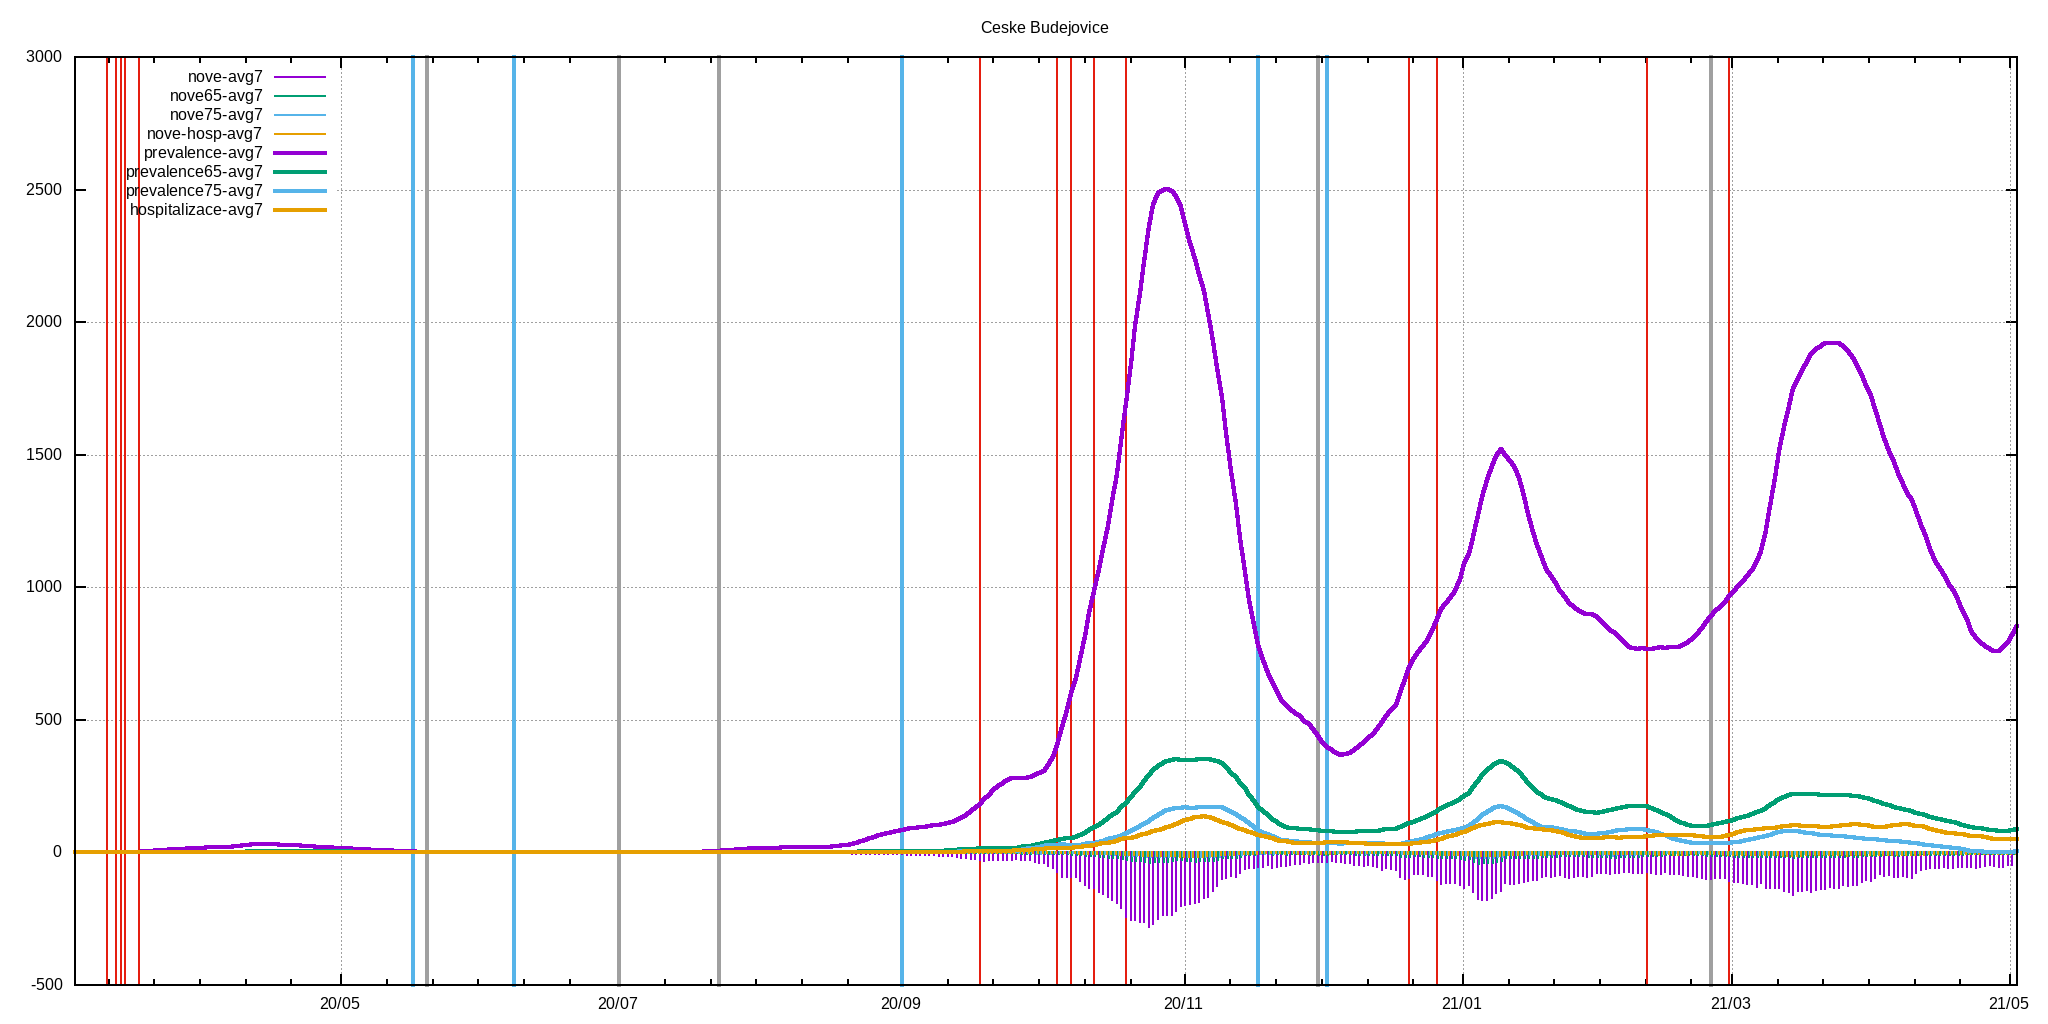 Ceske Budejovice
3000
2500
2000
1500
1000
500
0
-500
nove-avg7
nove65-avg7
nove75-avg7
nove-hosp-avg7
prevalence-avg7
prevalence65-avg7
prevalence75-avg7
hospitalizace-avg7
20/05
20/07
20/09
20/11
21/01
21/03
21/05